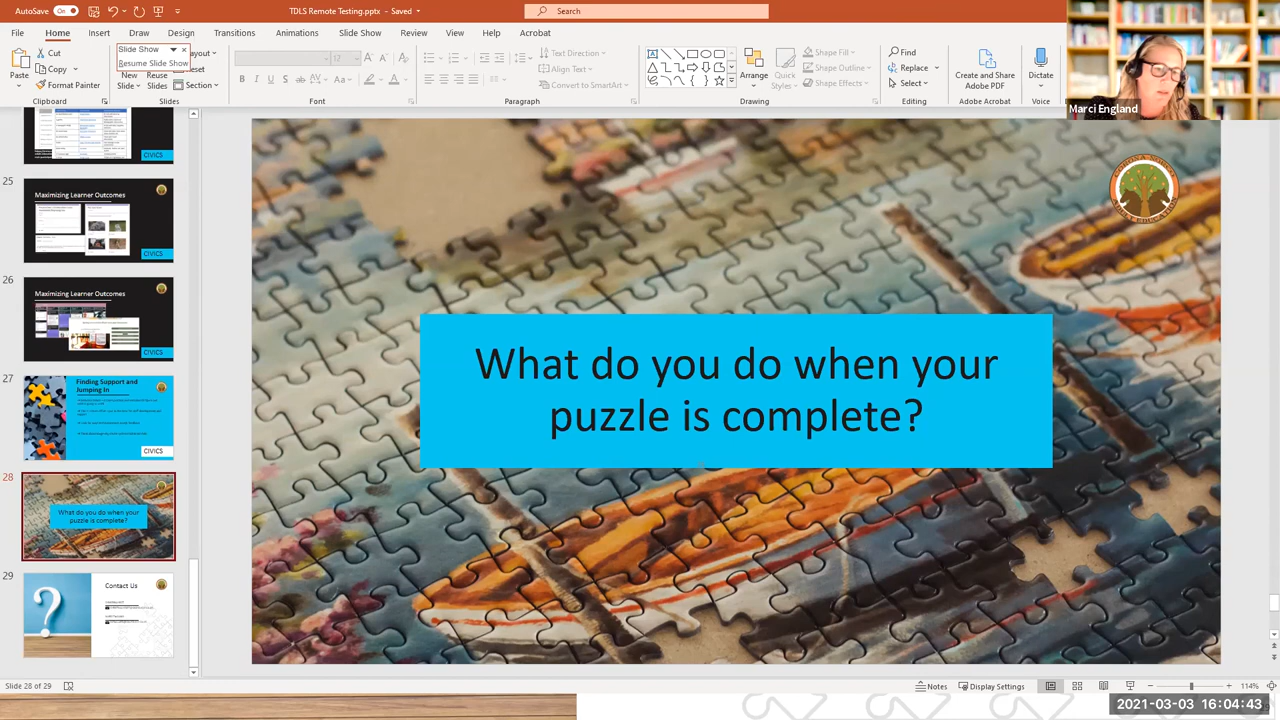 AutoSave
On
TDLS Remote Testing.pptx - Saved
Search
File
Home
Insert
Draw
Design
Transitions
Animations
Slide Show
Review
View
Help
Acrobat
Paste
Cut
Copy
Format Painter
Clipboard
Slide Show
Resume Slide Show
New
Slide
Reuse
Slides
Section
Slides
Font
Text Direction
Align Text
Convert to SmartArt
Paragraph
Arrange
Quick
Styles
Shape Fill
Shape Outline
Shape Effects
Drawing
Find
Replace
Select
Editing
Create and Share
Adobe PDF
Adobe Acrobat
Dictate
Voice
Marci England
CIVICS
25
Maximizing Learner Outcomes
CIVICS
26
Maximizing Learner Outcomes
CIVICS
27
Finding Support and
Jumping In
CIVICS
28
What do you do when your
puzzle is complete?
29
Contact Us
What do you do when your
puzzle is complete?
Slide 28 of 29
Notes
Display Settings
114%
2021-03-03 16:04:43